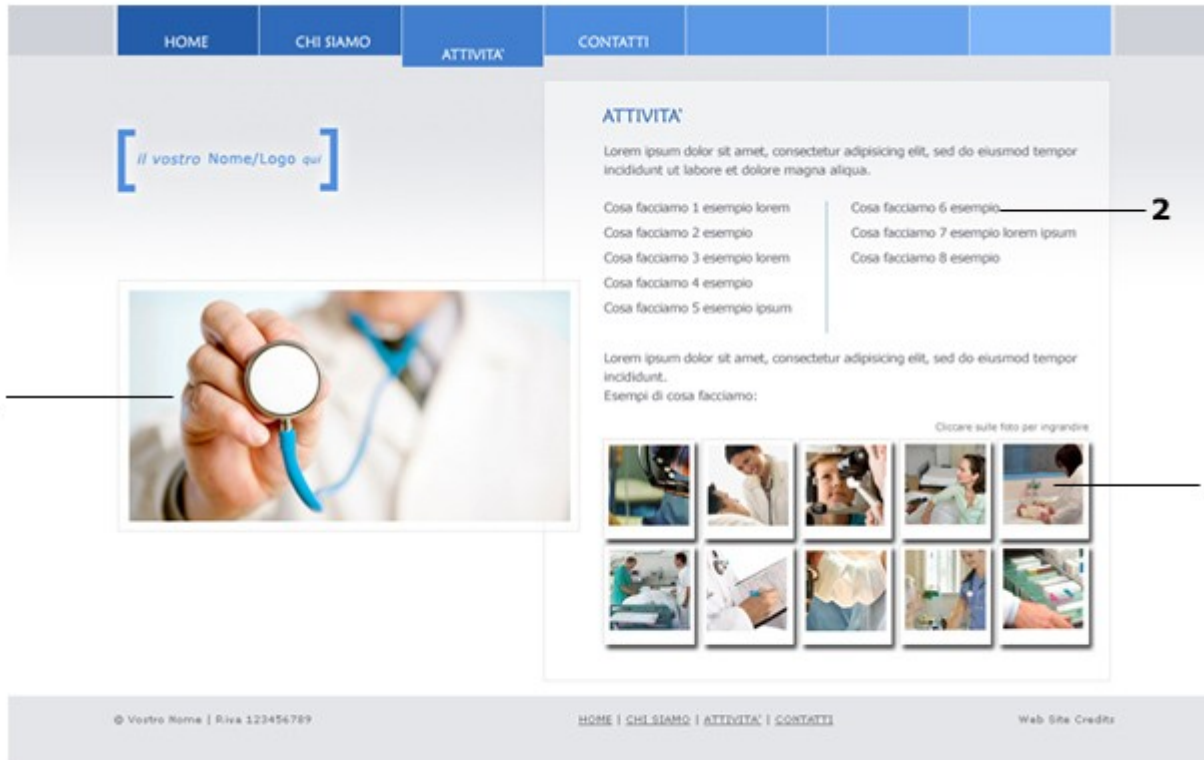 HOME CHI SIAMO ATTIVITA' CONTATTI
il vostro Nome/Logo qui
ATTIVITA'
Lorem ipsum dolor sit amet, consectetur adipisicing elit, sed do eiusmod tempor
incididunt ut labore et dolore magna aliqua.
Cosa facciamo 1 esempio lorem
Cosa facciamo 2 esempio
Cosa facciamo 3 esempio lorem
Cosa facciamo 4 esempio
Cosa facciamo 5 esempio ipsum
Cosa facciamo 6 esempio
Cosa facciamo 7 esempio lorem ipsum
Cosa facciamo 8 esempio
2
Lorem ipsum dolor sit amet, consectetur adipisicing elit, sed do eiusmod tempor
incididunt.
Esempi di cosa facciamo:
Cliccare sulle foto per ingrandire
© Vostro Nome | P.iva 123456789
HOME | CHI SIAMO | ATTIVITA' | CONTATTI
Web Site Credits